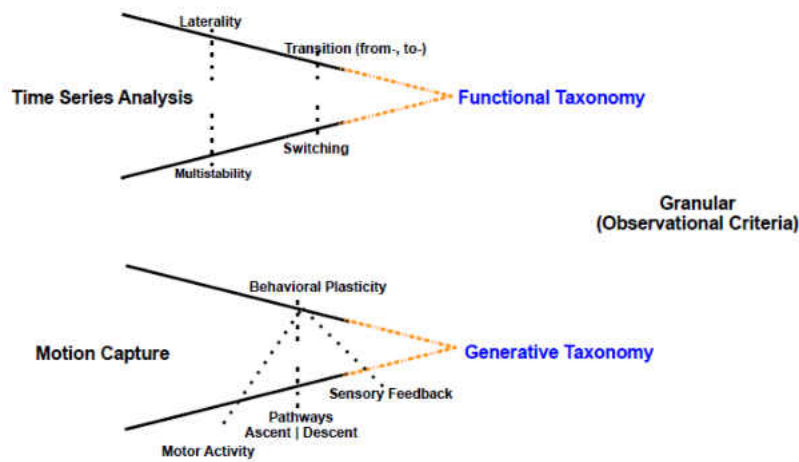 Laterality
Transition (from-, to-)
Time Series Analysis
Functional Taxonomy
Switching
Multistability
Granular
(Observational Criteria)
Behavioral Plasticity
Motion Capture
Generative Taxonomy
Sensory Feedback
Pathways
Ascent | Descent
Motor Activity